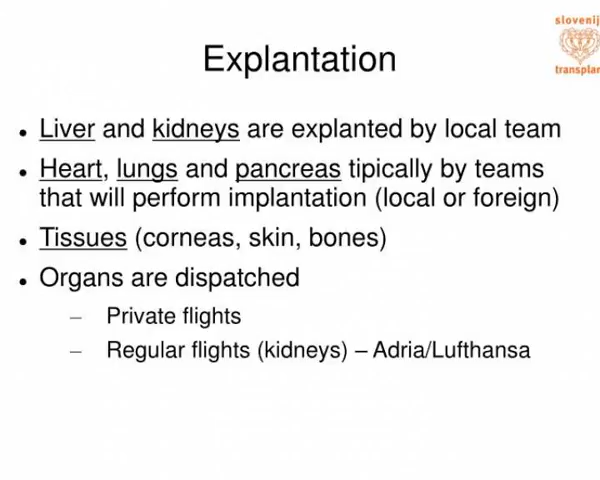 slovenij
transplan
Explantation
• Liver and kidneys are explanted by local team
• Heart, lungs and pancreas tipically by teams
that will perform implantation (local or foreign)
• Tissues (corneas, skin, bones)
• Organs are dispatched
– Private flights
– Regular flights (kidneys) – Adria/Lufthansa